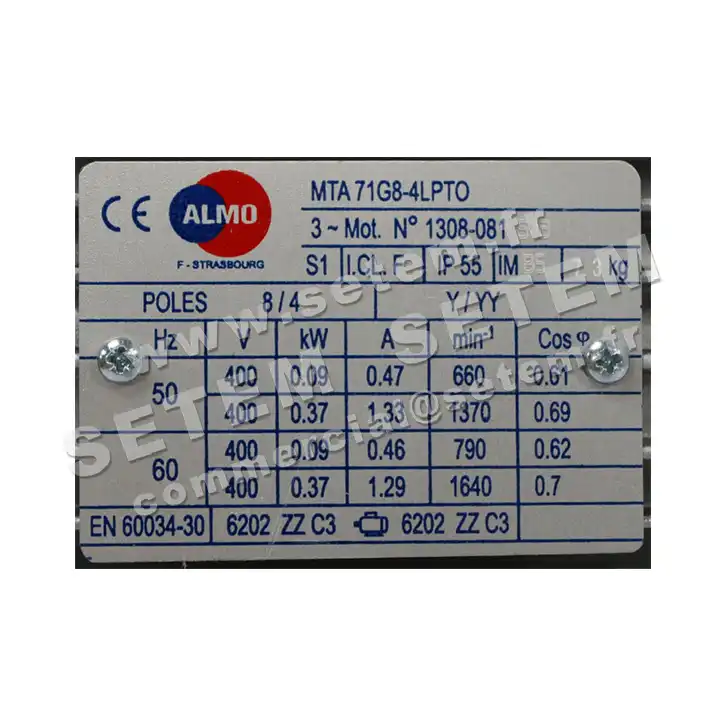 MTA 71G8-4LPTO
CE ALMO
3 ~ Mot. N° 1308-081
F - STRASBOURG
S1 I.CL. F IP 55 IM B5 kg
POLES 8 / 4 Y / YY
Hz V kW A min-¹ Cos φ
50 400 0.09 0.47 660 0.61
400 0.37 1.33 1370 0.69
60 400 0.09 0.46 790 0.62
400 0.37 1.29 1640 0.7
EN 60034-30 6202 ZZ C3 6202 ZZ C3
www.setem.fr
SETEM SETEM SETEM
commercial@setem.fr